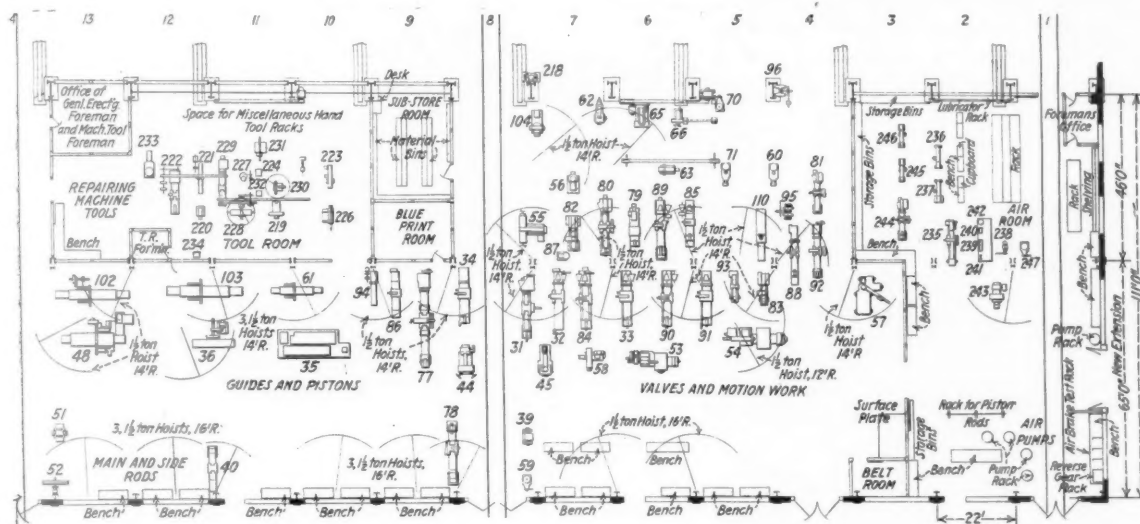 13 12 11 10 9 8 7 6 5 4 3 2 1
Desk
Office of
Genl. Erectg.
Foreman
and Mach. Tool
Foreman
Space for Miscellaneous Hand
Tool Racks
SUB-STORE
ROOM
Material
Bins
218
62
65
66
70
96
104
1½ ton Hoist
14'R.
Storage Bins
Lubricator
Rack
Foremans
Office
233
222
221
229
227
231
224
232
230
223
REPAIRING
MACHINE
TOOLS
220
228
219
226
TOOL ROOM
BLUE
PRINT
ROOM
Bench
T.R.
234
56
80
79
63
89
85
71
60
81
82
55
87
110
95
Storage Bins
246
245
244
236
237
Bench
Cupboard
Rack
AIR
ROOM
242
240
239
241
238
235
247
243
Rack
Shelving
46'0"
111'0"
65'0" New Extension
Bench
102
103
61
94
86
34
1½ ton
Hoist,
14'R.
1½ ton
Hoist
14'R.
93
83
88
92
1½ ton
Hoists
14'R.
Bench
57
1½ ton
Hoist
14'R.
Bench
48
1½ ton
Hoist
14'R.
36
3, 1½ ton
Hoists
14'R.
35
1½ ton
Hoists,
14'R.
77
44
31
32
84
33
90
91
45
58
53
54
1½ ton
Hoist, 12'R.
Pump
Rack
GUIDES AND PISTONS
VALVES AND MOTION WORK
51
52
3, 1½ ton Hoists, 16'R.
MAIN AND SIDE
RODS
40
3, 1½ ton Hoists,
16'R.
78
39
59
1½ ton Hoist, 16'R.
Bench
Bench
Surface
Plate
Storage
Bins
BELT
ROOM
Rack for Piston
Rods
AIR
PUMPS
Bench
Pump
Rack
Air Brake Test Rack
Bench
Reverse
Gear
Rack
Bench Bench Bench Bench Bench Bench Bench
22'